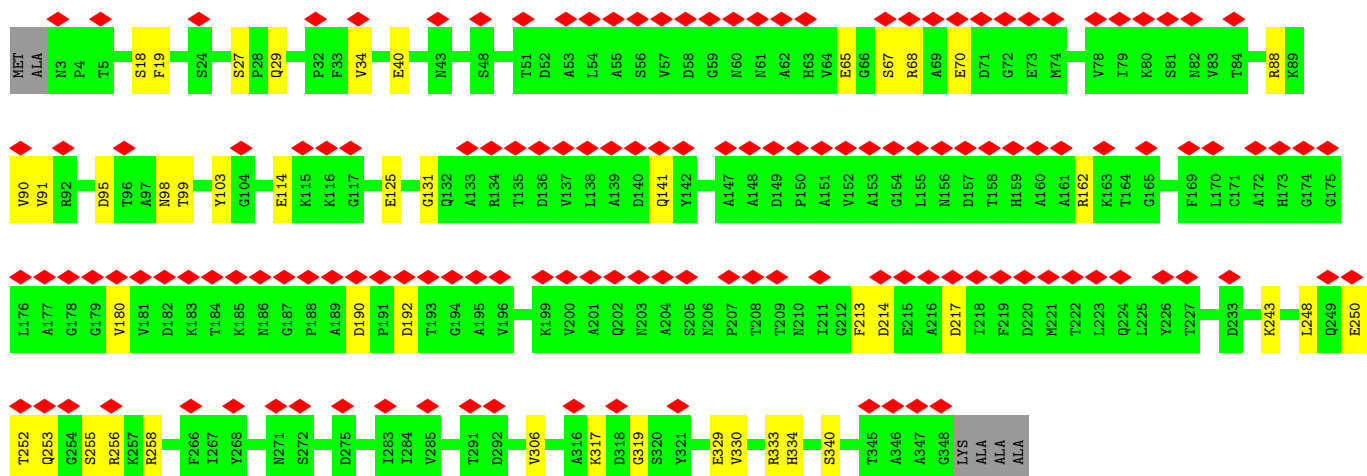 MET ALA N3 P4 T5 S18 F19 S24 S27 P28 Q29 P32 F33 V34 E40 N43 S48 T51 D52 A53 L54 A55 S56 V57 D58 G59 N60 N61 A62 H63 V64 E65 G66 S67 R68 A69 E70 D71 G72 E73 M74 V78 I79 K80 S81 N82 V83 T84 R88 K89
V90 V91 R92 D95 T96 A97 N98 T99 Y103 G104 E114 K115 K116 G117 E125 G131 Q132 A133 R134 T135 D136 V137 L138 A139 D140 Q141 Y142 A147 A148 D149 P150 A151 V152 A153 G154 L155 N156 D157 T158 H159 A160 A161 R162 K163 T164 G165 F169 L170 C171 A172 H173 G174 G175
L176 A177 G178 G179 V180 V181 D182 K183 T184 K185 N186 G187 P188 A189 D190 P191 D192 T193 G194 A195 V196 K199 V200 A201 Q202 N203 A204 S205 N206 P207 T208 T209 N210 I211 G212 F213 D214 E215 A216 D217 I218 F219 D220 M221 T222 L223 Q224 L225 Y226 T227 D233 K243 L248 Q249 E250
T252 Q253 G254 S255 R256 K257 R258 F266 I267 Y268 N271 S272 D275 I283 I284 V285 T291 D292 V306 A316 K317 D318 G319 S320 Y321 E329 V330 R333 H334 S340 T345 A346 A347 G348 LYS ALA ALA ALA